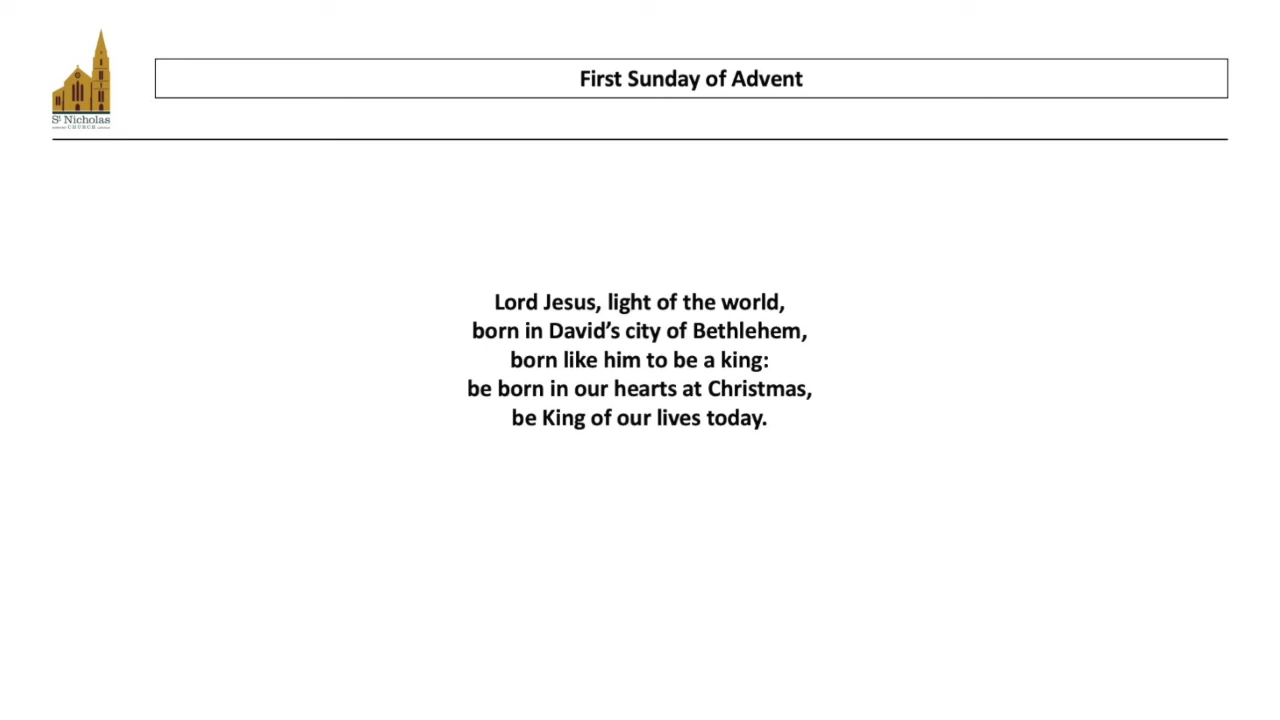 First Sunday of Advent
St Nicholas
CHURCH
Lord Jesus, light of the world,
born in David’s city of Bethlehem,
born like him to be a king:
be born in our hearts at Christmas,
be King of our lives today.